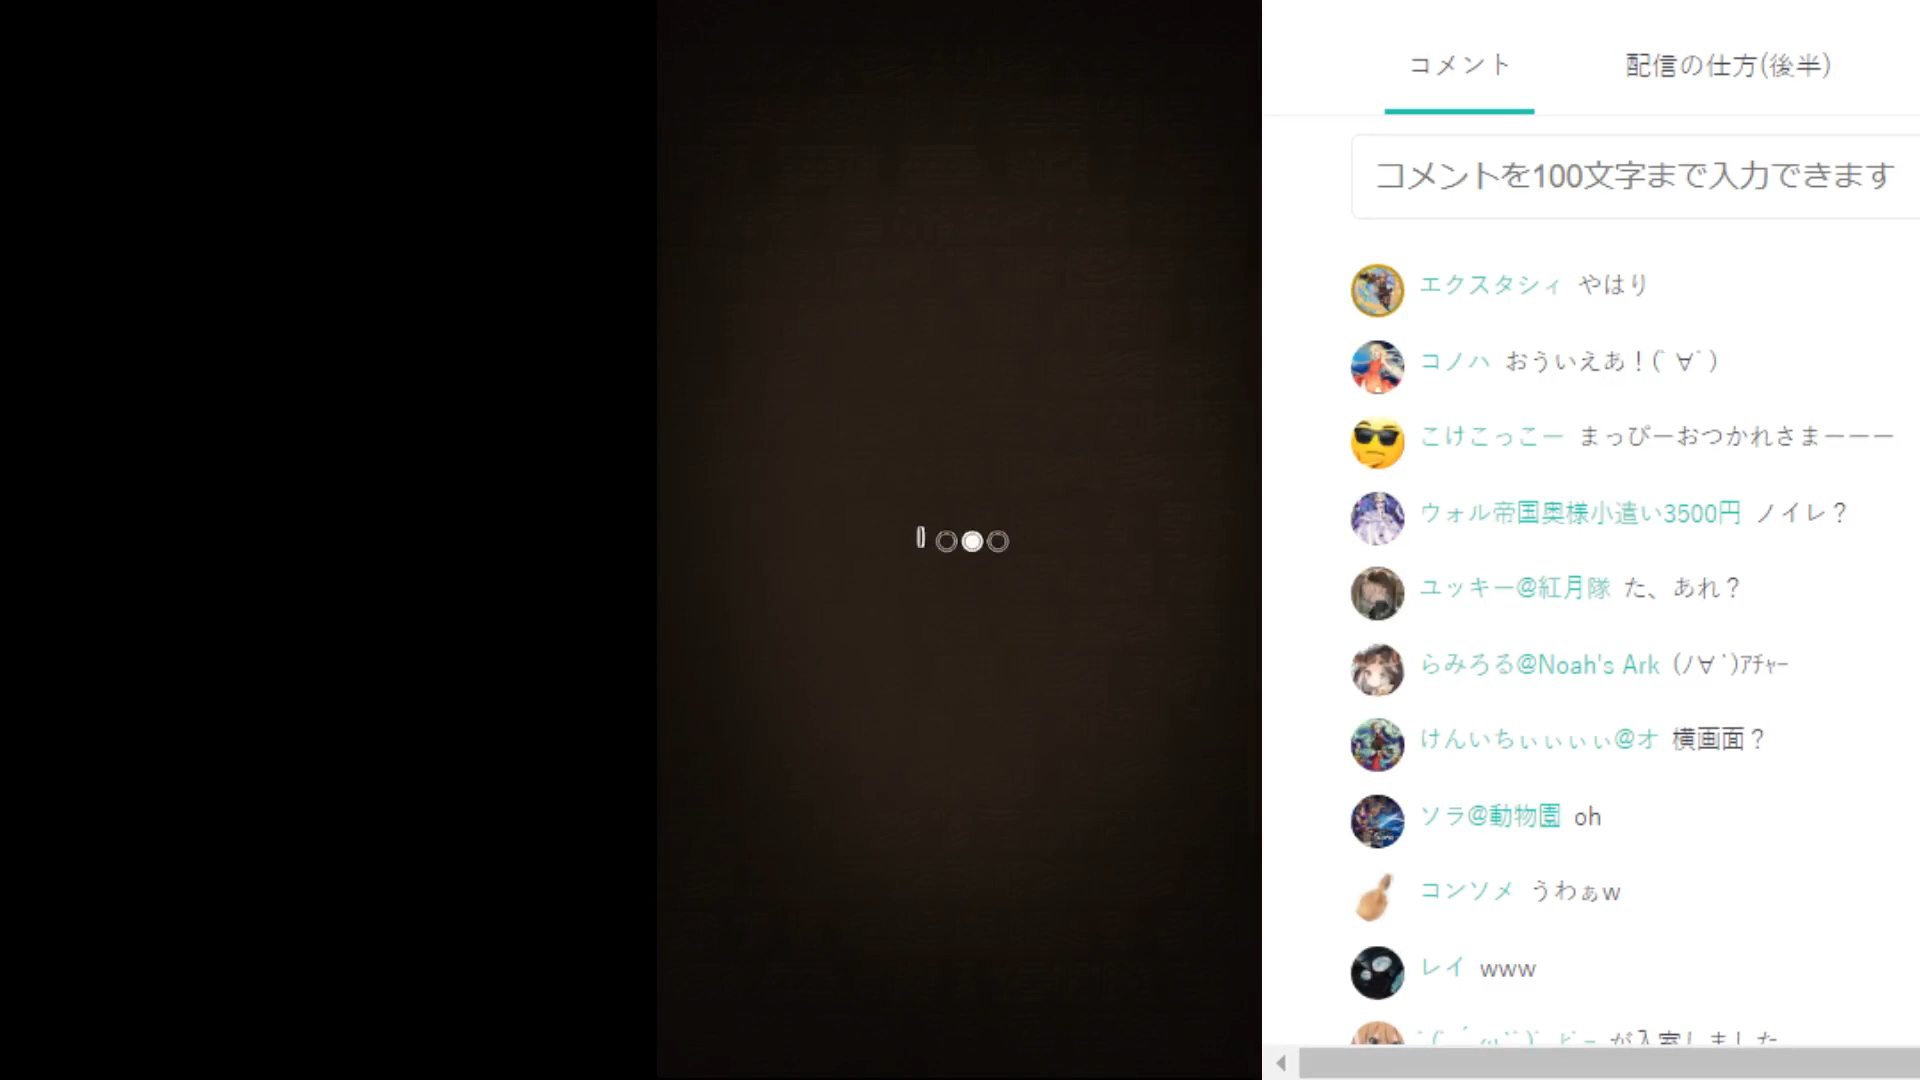 コメント 配信の仕方(後半)
コメントを100文字まで入力できます
エクスタシィ やはり
コノハ おういえあ！(ﾟ∀ﾟ)
こけこっこー まっぴーおつかれさまーーー
ウォル帝国奥様小遣い3500円 ノイレ？
ユッキー@紅月隊 た、あれ？
らみろる@Noah's Ark (ﾉ∀`)ｱﾁｬｰ
けんいちぃぃぃぃ@オ 横画面？
ソラ@動物園 oh
コンソメ うわぁw
レイ www
が入室しました